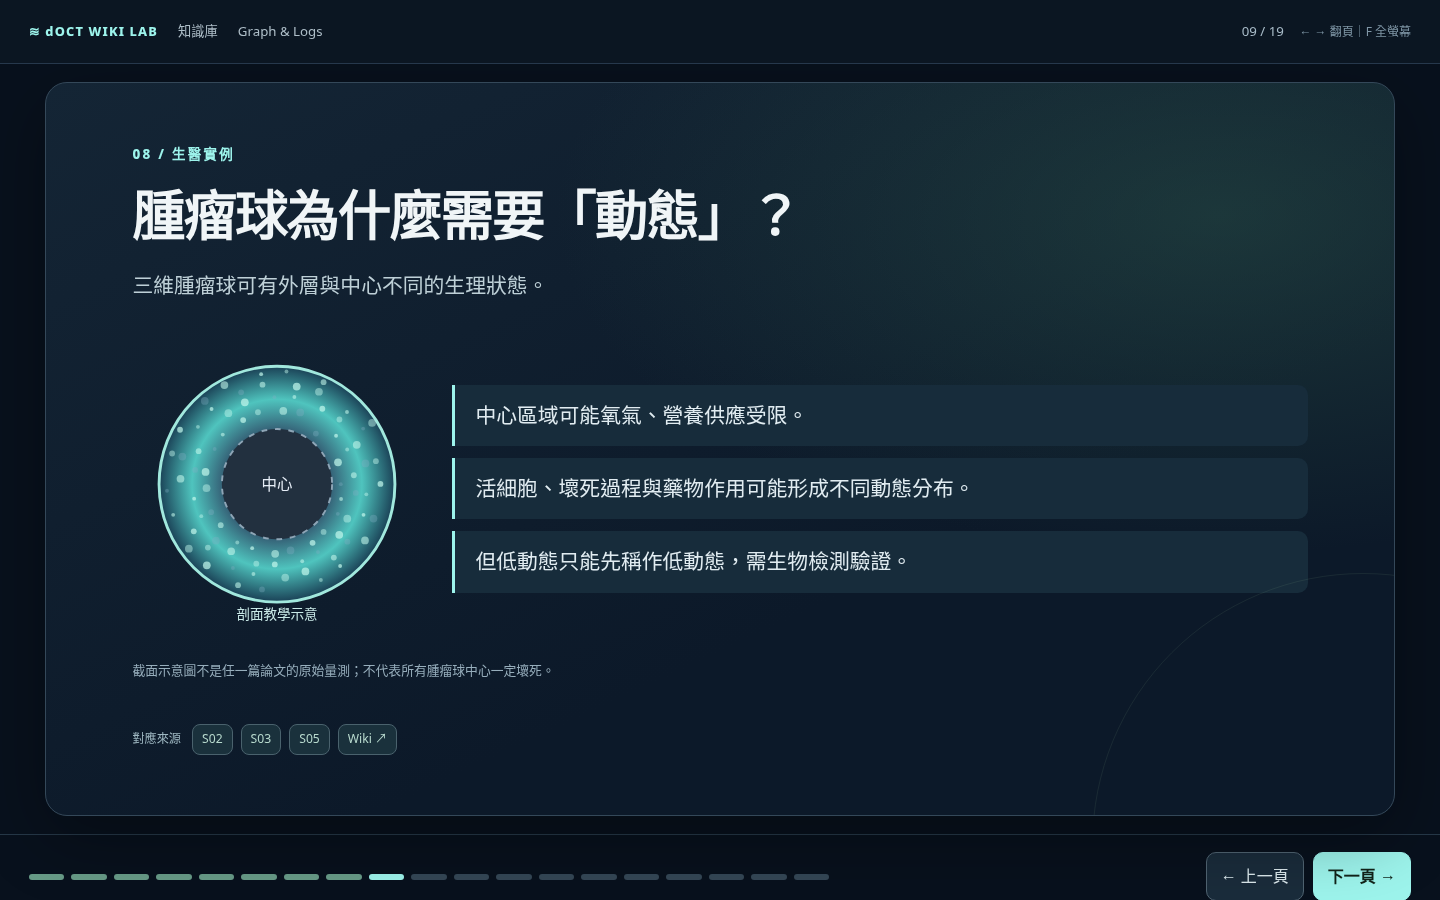 ≋ dOCT WIKI LAB 知識庫 Graph & Logs 09 / 19 ← → 翻頁｜F 全螢幕
08 / 生醫實例
腫瘤球為什麼需要「動態」？
三維腫瘤球可有外層與中心不同的生理狀態。
中心
剖面教學示意
中心區域可能氧氣、營養供應受限。
活細胞、壞死過程與藥物作用可能形成不同動態分布。
但低動態只能先稱作低動態，需生物檢測驗證。
截面示意圖不是任一篇論文的原始量測；不代表所有腫瘤球中心一定壞死。
對應來源 S02 S03 S05 Wiki ↗
← 上一頁 下一頁 →